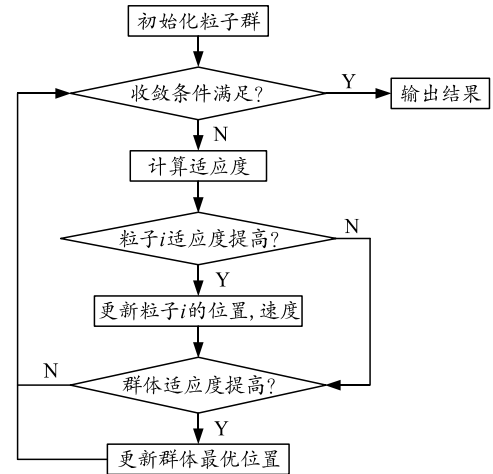 初始化粒子群
收敛条件满足?
Y
输出结果
N
计算适应度
粒子i适应度提高?
N
Y
更新粒子i的位置,速度
N
群体适应度提高?
Y
更新群体最优位置